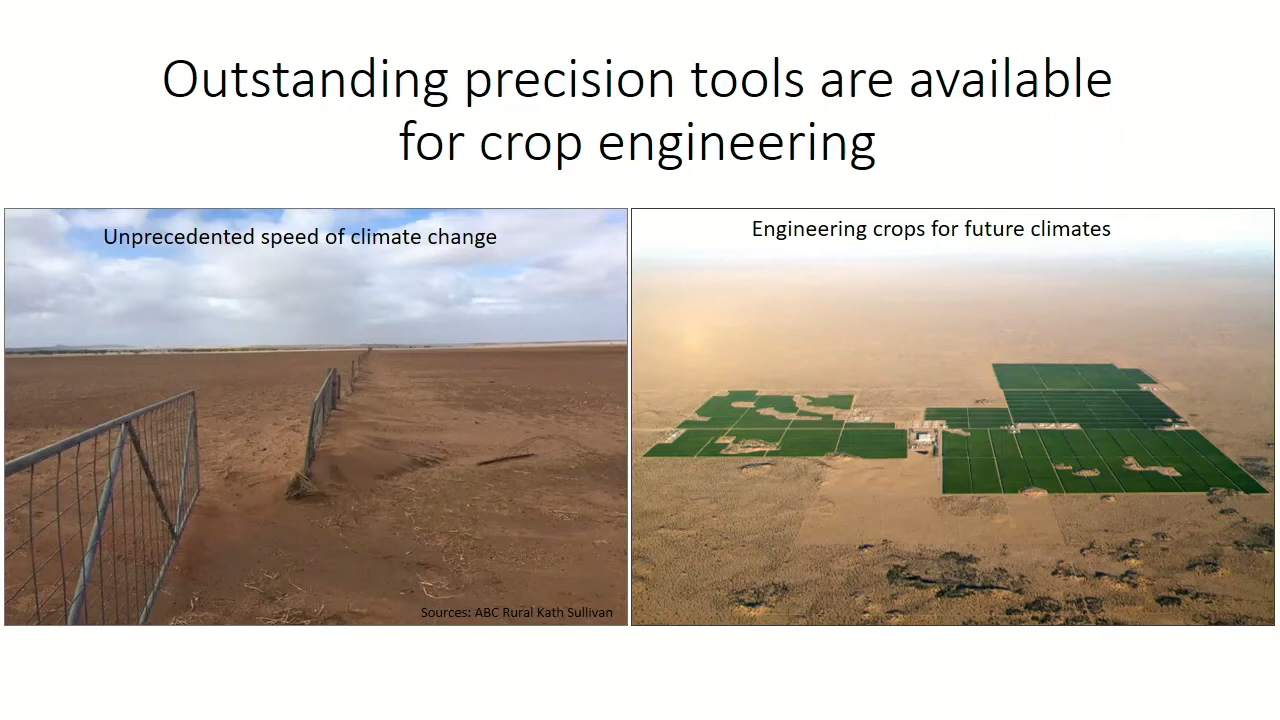 Outstanding precision tools are available
for crop engineering
Unprecedented speed of climate change
Engineering crops for future climates
Sources: ABC Rural Kath Sullivan